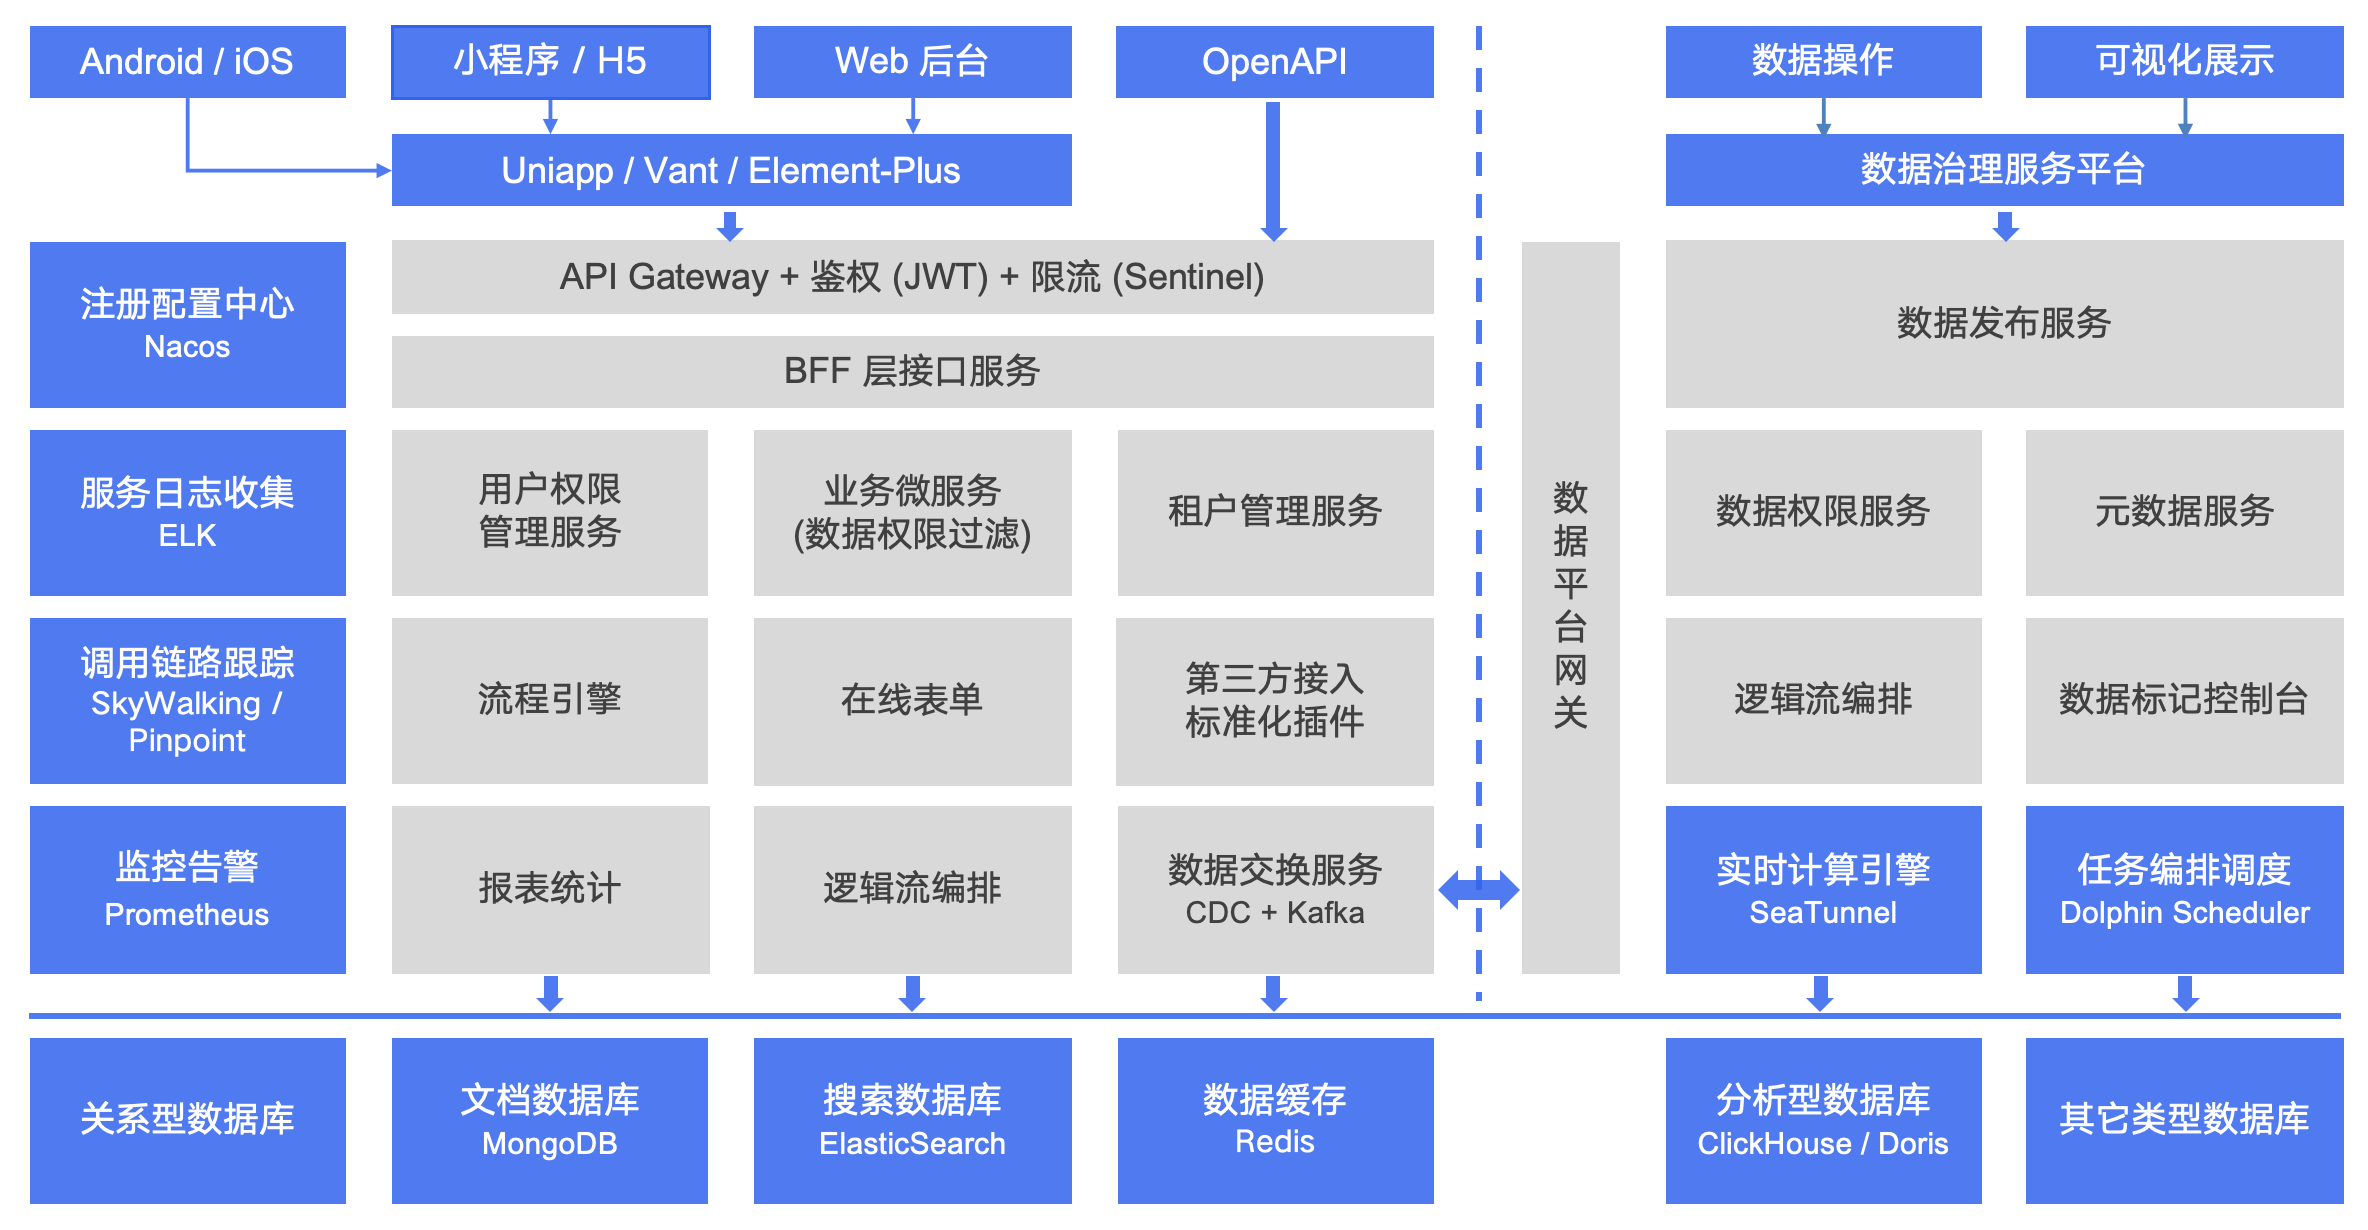 Android / iOS
小程序 / H5
Web 后台
OpenAPI
数据操作
可视化展示
Uniapp / Vant / Element-Plus
数据治理服务平台
注册配置中心
Nacos
API Gateway + 鉴权 (JWT) + 限流 (Sentinel)
BFF 层接口服务
数据发布服务
服务日志收集
ELK
用户权限
管理服务
业务微服务
(数据权限过滤)
租户管理服务
数据平台网关
数据权限服务
元数据服务
调用链路跟踪
SkyWalking /
Pinpoint
流程引擎
在线表单
第三方接入
标准化插件
逻辑流编排
数据标记控制台
监控告警
Prometheus
报表统计
逻辑流编排
数据交换服务
CDC + Kafka
实时计算引擎
SeaTunnel
任务编排调度
Dolphin Scheduler
关系型数据库
文档数据库
MongoDB
搜索数据库
ElasticSearch
数据缓存
Redis
分析型数据库
ClickHouse / Doris
其它类型数据库